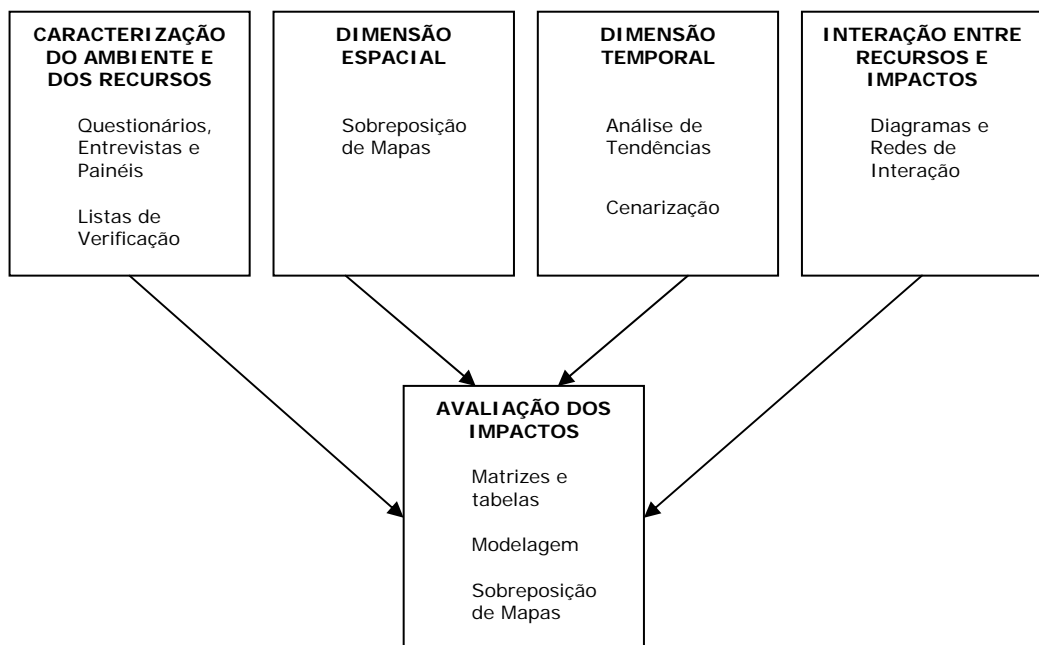 CARACTERIZAÇÃO
DO AMBIENTE E
DOS RECURSOS
Questionários,
Entrevistas e
Painéis
Listas de
Verificação
DIMENSÃO
ESPACIAL
Sobreposição
de Mapas
DIMENSÃO
TEMPORAL
Análise de
Tendências
Cenarização
INTERAÇÃO ENTRE
RECURSOS E
IMPACTOS
Diagramas e
Redes de
Interação
AVALIAÇÃO DOS
IMPACTOS
Matrizes e
tabelas
Modelagem
Sobreposição
de Mapas